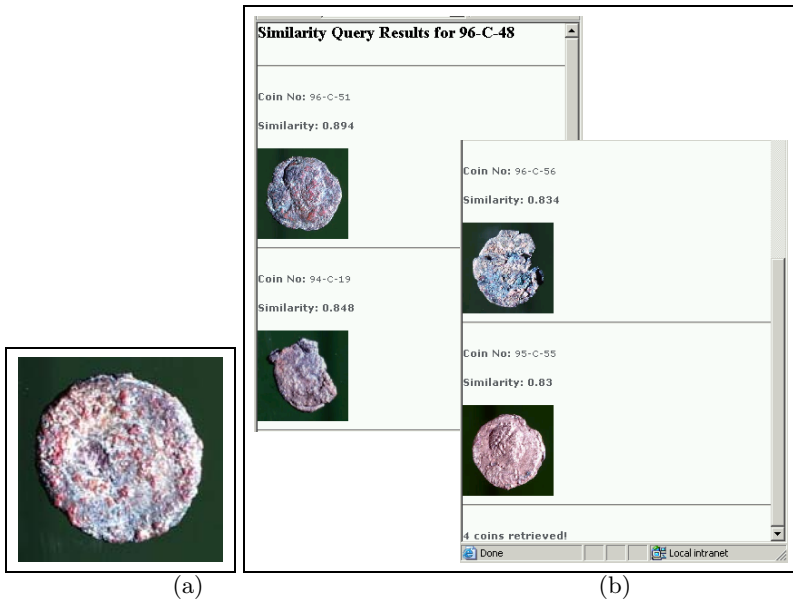 Similarity Query Results for 96-C-48
Coin No: 96-C-51
Similarity: 0.894
Coin No: 94-C-19
Similarity: 0.848
Coin No: 96-C-56
Similarity: 0.834
Coin No: 95-C-55
Similarity: 0.83
4 coins retrieved!
Done
Local intranet
(a)
(b)